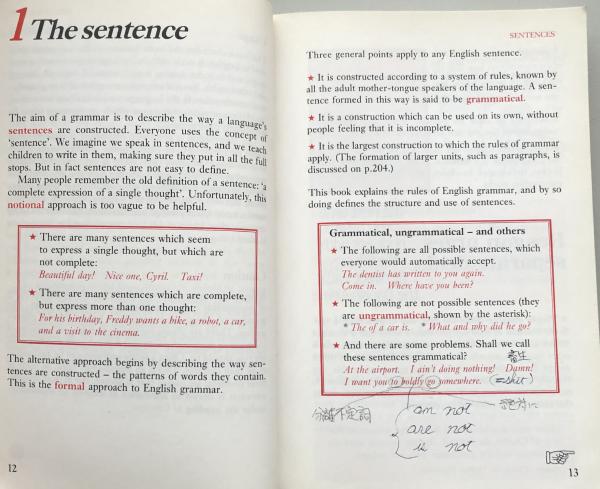 1 The sentence
The aim of a grammar is to describe the way a language's
sentences are constructed. Everyone uses the concept of
'sentence'. We imagine we speak in sentences, and we teach
children to write in them, making sure they put in all the full
stops. But in fact sentences are not easy to define.
Many people remember the old definition of a sentence: 'a
complete expression of a single thought'. Unfortunately, this
notional approach is too vague to be helpful.
★ There are many sentences which seem
to express a single thought, but which are
not complete:
Beautiful day! Nice one, Cyril. Taxi!
★ There are many sentences which are complete,
but express more than one thought:
For his birthday, Freddy wants a bike, a robot, a car,
and a visit to the cinema.
The alternative approach begins by describing the way sen-
tences are constructed – the patterns of words they contain.
This is the formal approach to English grammar.
12
SENTENCES
Three general points apply to any English sentence.
★ It is constructed according to a system of rules, known by
all the adult mother-tongue speakers of the language. A sen-
tence formed in this way is said to be grammatical.
★ It is a construction which can be used on its own, without
people feeling that it is incomplete.
★ It is the largest construction to which the rules of grammar
apply. (The formation of larger units, such as paragraphs, is
discussed on p.204.)
This book explains the rules of English grammar, and by so
doing defines the structure and use of sentences.
Grammatical, ungrammatical – and others
★ The following are all possible sentences, which
everyone would automatically accept.
The dentist has written to you again.
Come in. Where have you been?
★ The following are not possible sentences (they
are ungrammatical, shown by the asterisk):
* The of a car is. * What and why did he go?
★ And there are some problems. Shall we call
these sentences grammatical?
畜生
At the airport. I ain't doing nothing! Damn!
I want you to boldly go somewhere. (=shit)
分離不定詞
am not
are not
is not
13